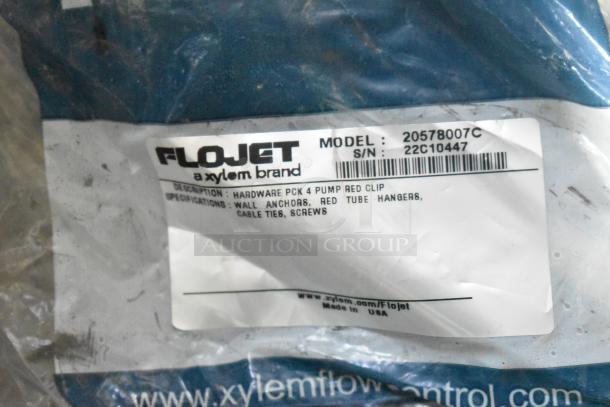 FLOJET
a xylem brand
MODEL : 20578007C
S/N : 22C10447
DESCRIPTION : HARDWARE PCK 4 PUMP RED CLIP
SPECIFICATIONS : WALL ANCHORS, RED TUBE HANGERS,
CABLE TIES, SCREWS
AUCTION GROUP
www.xylem.com/Flojet
Made in USA
www.xylemflowcontrol.com